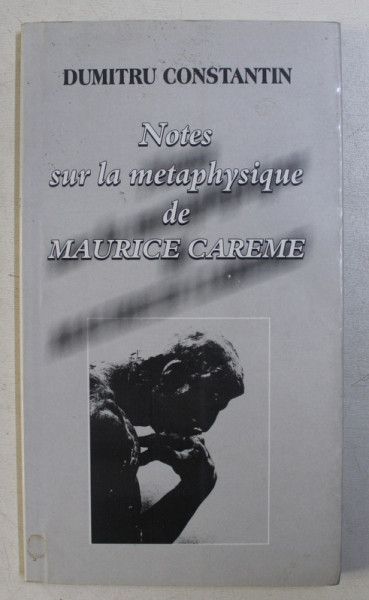 DUMITRU CONSTANTIN
Notes
sur la metaphysique
de
MAURICE CAREME